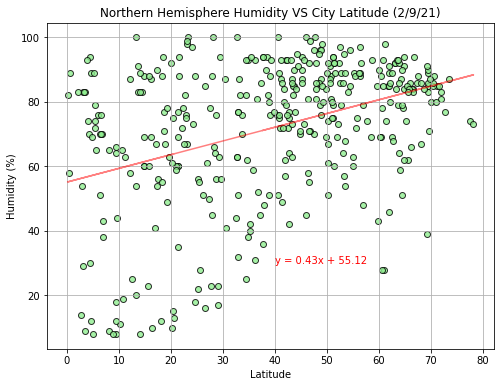 Northern Hemisphere Humidity VS City Latitude (2/9/21)
100
80
60
40
20
Humidity (%)
y = 0.43x + 55.12
0 10 20 30 40 50 60 70 80
Latitude